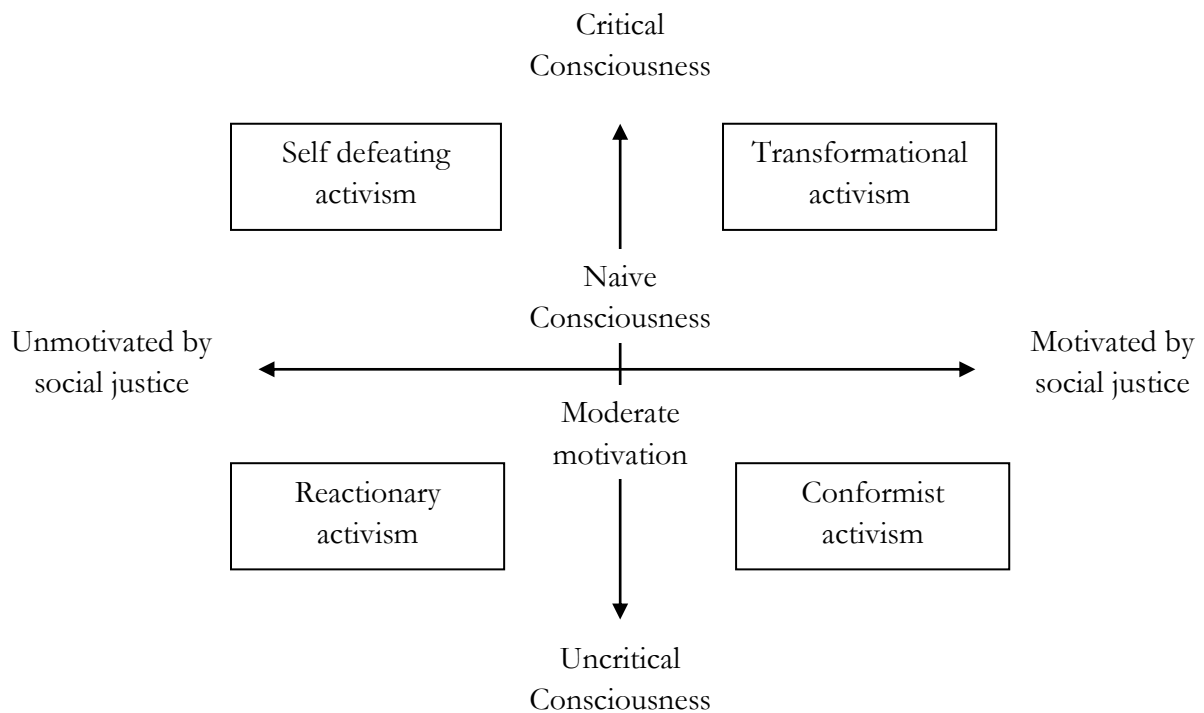 Critical
Consciousness
Self defeating
activism
Transformational
activism
Naive
Consciousness
Unmotivated by
social justice
Motivated by
social justice
Moderate
motivation
Reactionary
activism
Conformist
activism
Uncritical
Consciousness